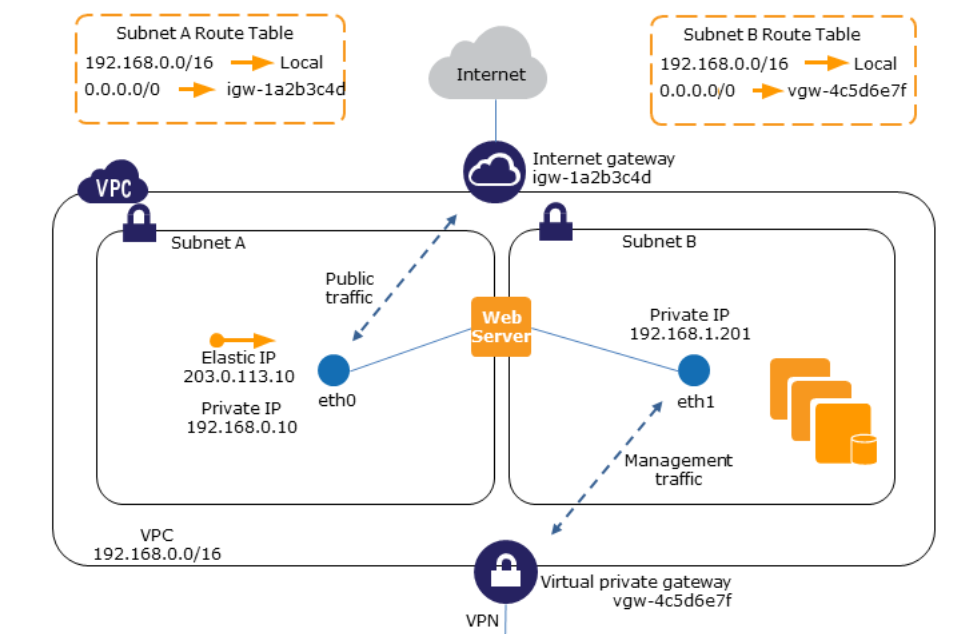 Subnet A Route Table
192.168.0.0/16 Local
0.0.0.0/0 igw-1a2b3c4d
Internet
Subnet B Route Table
192.168.0.0/16 Local
0.0.0.0/0 vgw-4c5d6e7f
Internet gateway
igw-1a2b3c4d
VPC
Subnet A
Subnet B
Public
traffic
Web
Server
Private IP
192.168.1.201
Elastic IP
203.0.113.10
eth0
Private IP
192.168.0.10
eth1
Management
traffic
VPC
192.168.0.0/16
Virtual private gateway
vgw-4c5d6e7f
VPN